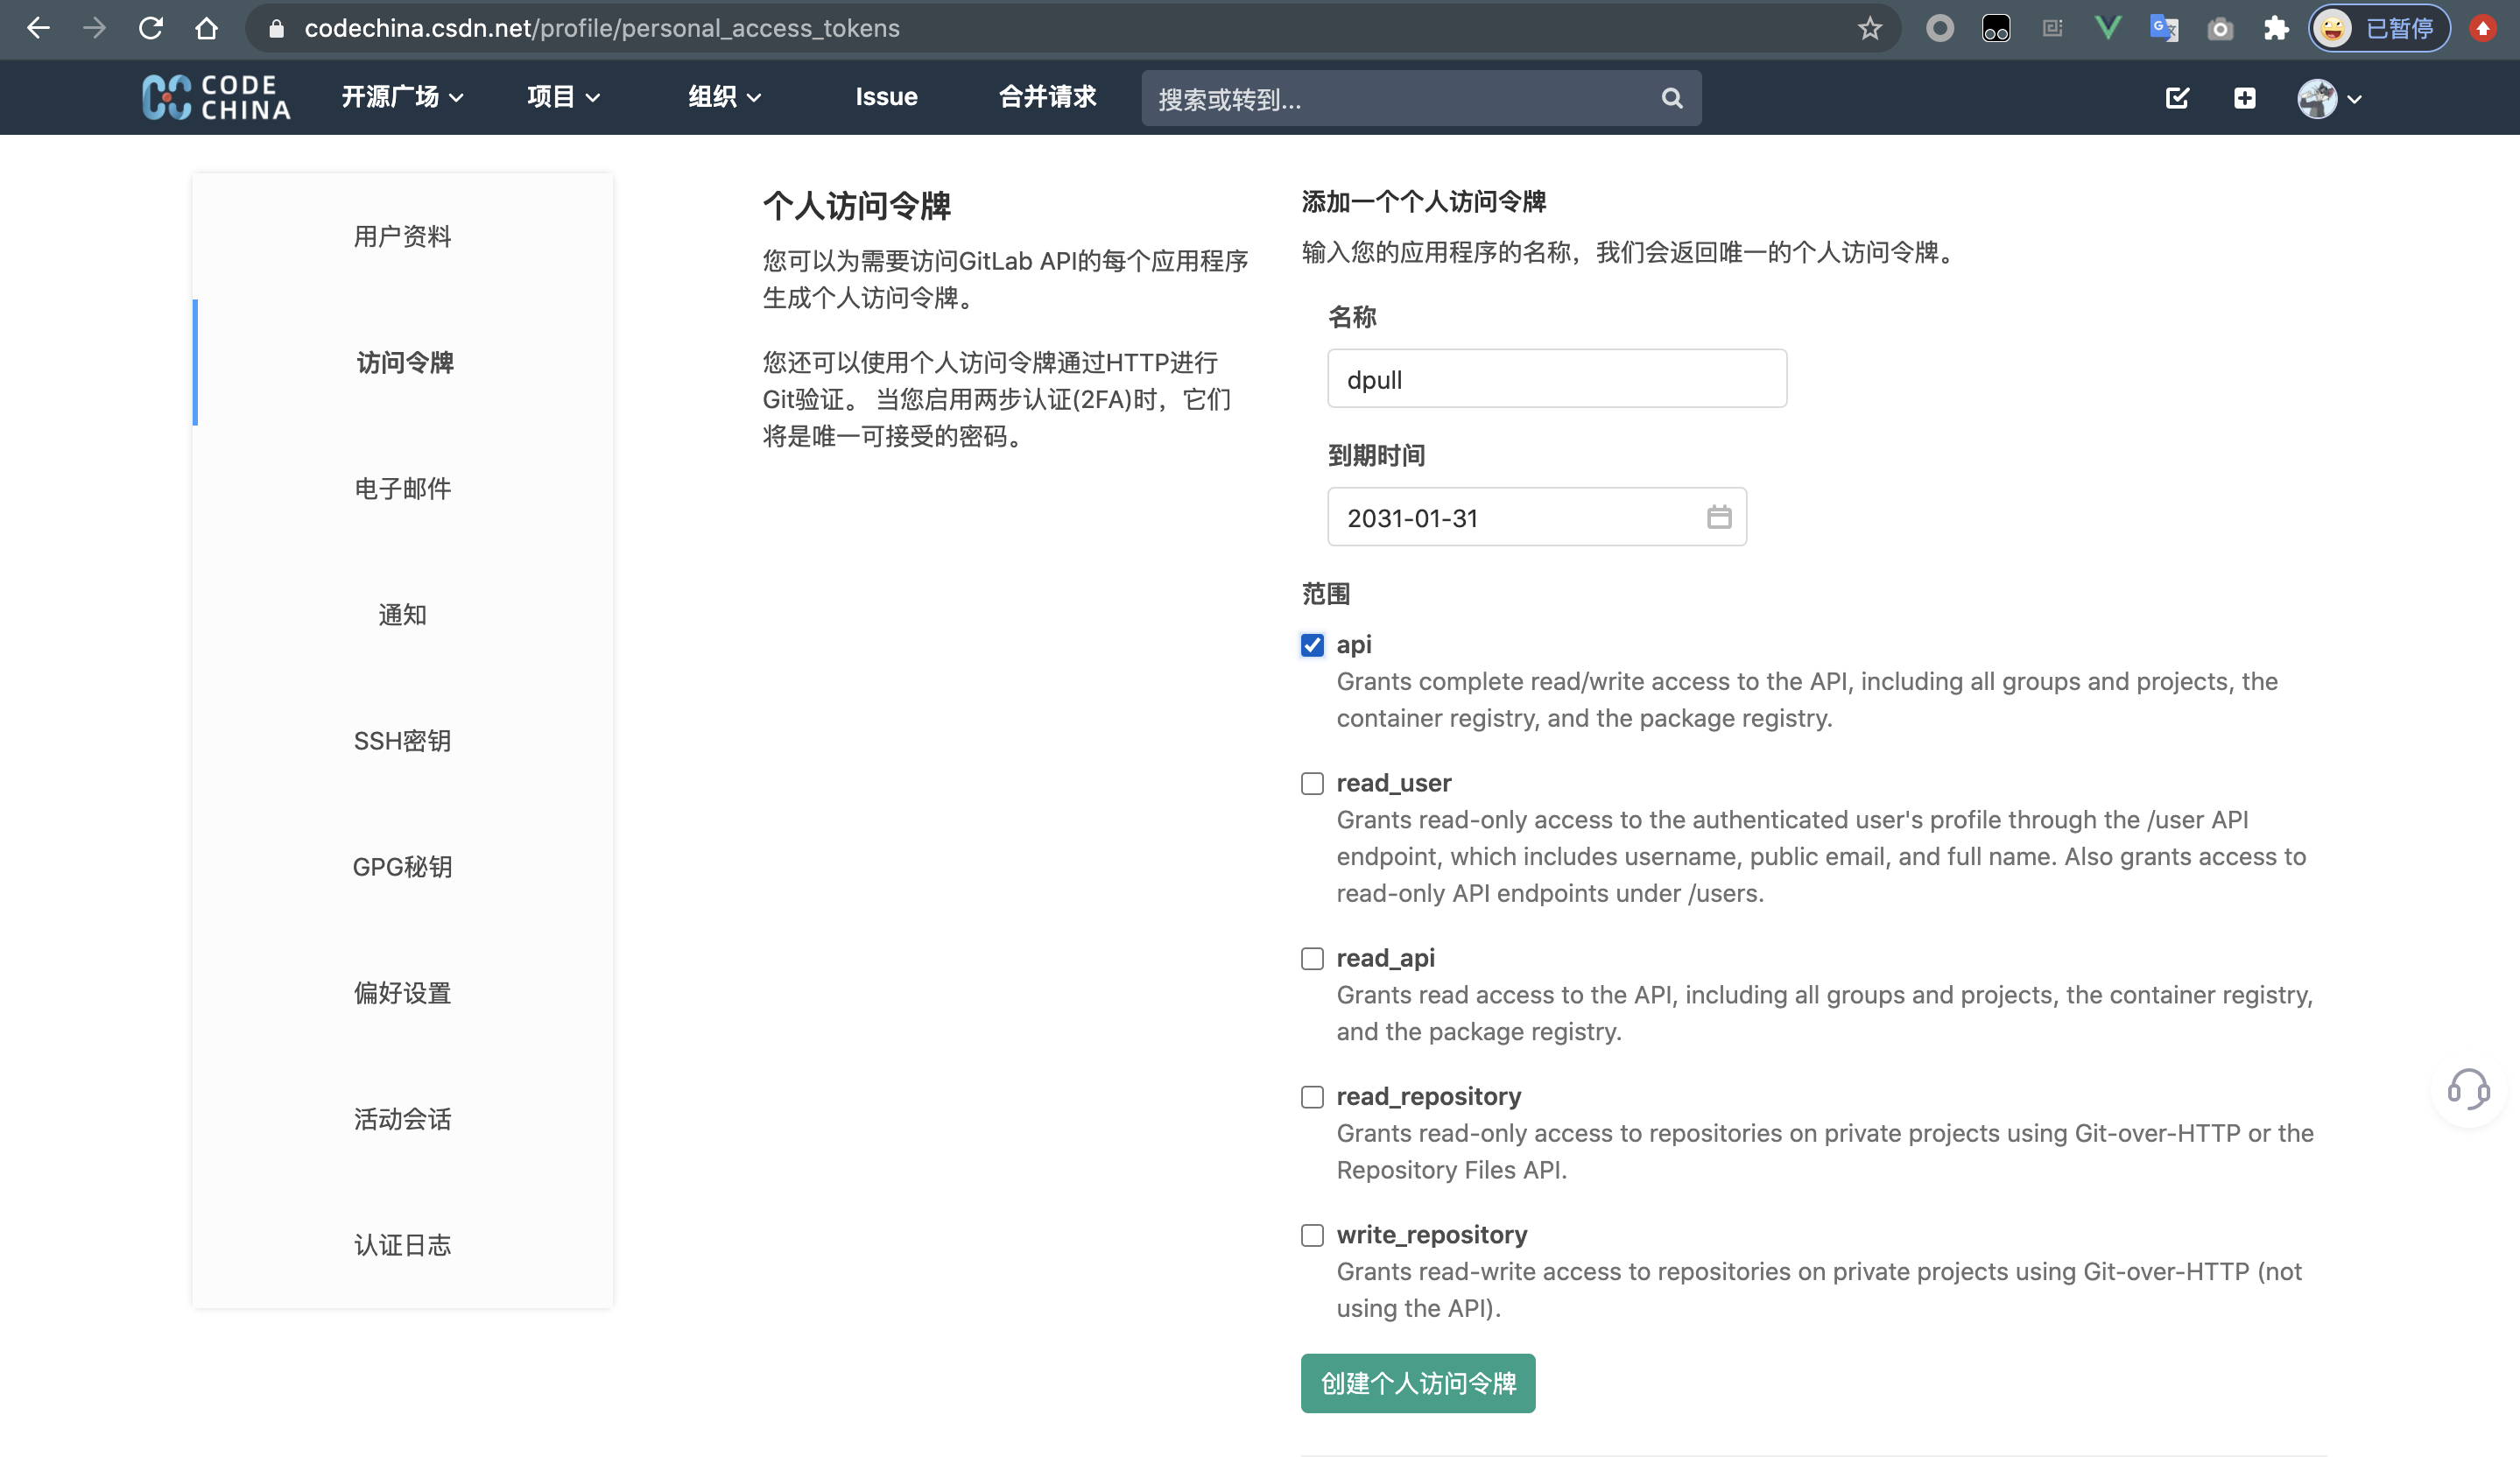 codechina.csdn.net/profile/personal_access_tokens
已暂停
CODE
CHINA
开源广场
项目
组织
Issue
合并请求
搜索或转到...
用户资料
访问令牌
电子邮件
通知
SSH密钥
GPG秘钥
偏好设置
活动会话
认证日志
个人访问令牌
您可以为需要访问GitLab API的每个应用程序
生成个人访问令牌。
您还可以使用个人访问令牌通过HTTP进行
Git验证。 当您启用两步认证(2FA)时，它们
将是唯一可接受的密码。
添加一个个人访问令牌
输入您的应用程序的名称，我们会返回唯一的个人访问令牌。
名称
dpull
到期时间
2031-01-31
范围
api
Grants complete read/write access to the API, including all groups and projects, the
container registry, and the package registry.
read_user
Grants read-only access to the authenticated user's profile through the /user API
endpoint, which includes username, public email, and full name. Also grants access to
read-only API endpoints under /users.
read_api
Grants read access to the API, including all groups and projects, the container registry,
and the package registry.
read_repository
Grants read-only access to repositories on private projects using Git-over-HTTP or the
Repository Files API.
write_repository
Grants read-write access to repositories on private projects using Git-over-HTTP (not
using the API).
创建个人访问令牌